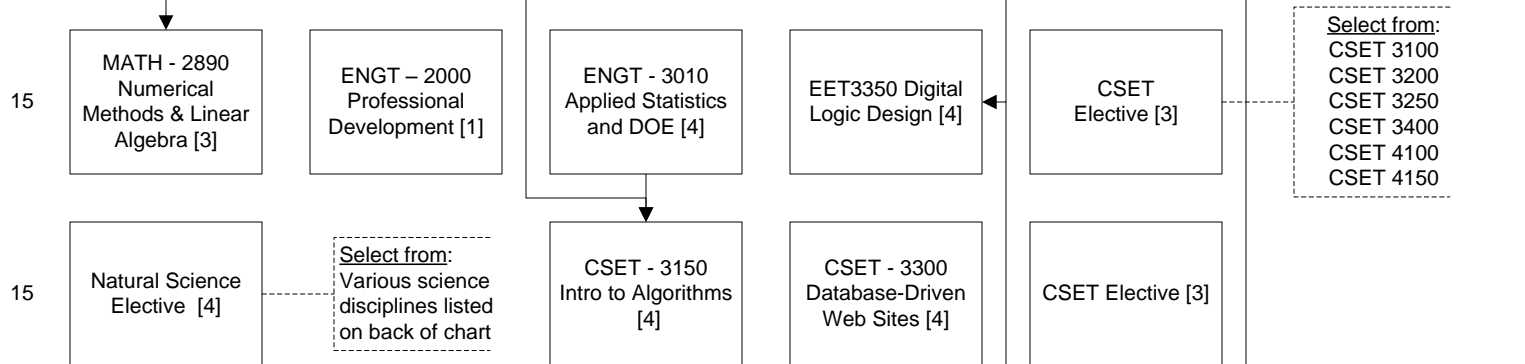 15
MATH - 2890
Numerical
Methods & Linear
Algebra [3]
ENGT – 2000
Professional
Development [1]
ENGT - 3010
Applied Statistics
and DOE [4]
EET3350 Digital
Logic Design [4]
CSET
Elective [3]
Select from:
CSET 3100
CSET 3200
CSET 3250
CSET 3400
CSET 4100
CSET 4150
15
Natural Science
Elective [4]
Select from:
Various science
disciplines listed
on back of chart
CSET - 3150
Intro to Algorithms
[4]
CSET - 3300
Database-Driven
Web Sites [4]
CSET Elective [3]